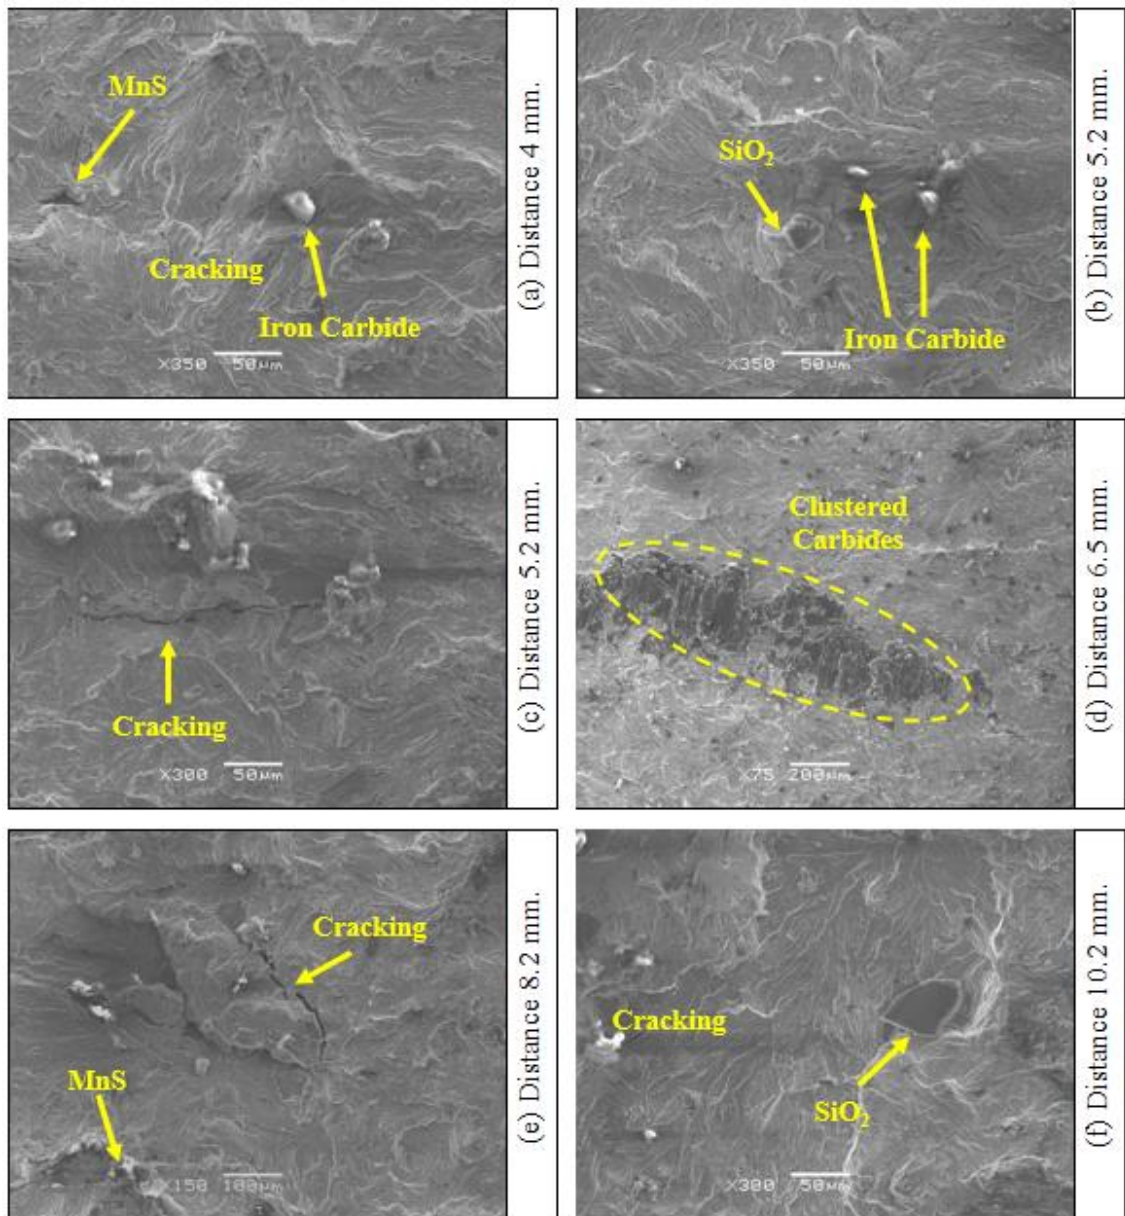 MnS
Cracking
Iron Carbide
X350 50µm
(a) Distance 4 mm.
SiO₂
Iron Carbide
X350 50µm
(b) Distance 5.2 mm.
Cracking
X300 50µm
(c) Distance 5.2 mm.
Clustered
Carbides
X75 200µm
(d) Distance 6.5 mm.
Cracking
MnS
X150 100µm
(e) Distance 8.2 mm.
Cracking
SiO₂
X300 50µm
(f) Distance 10.2 mm.